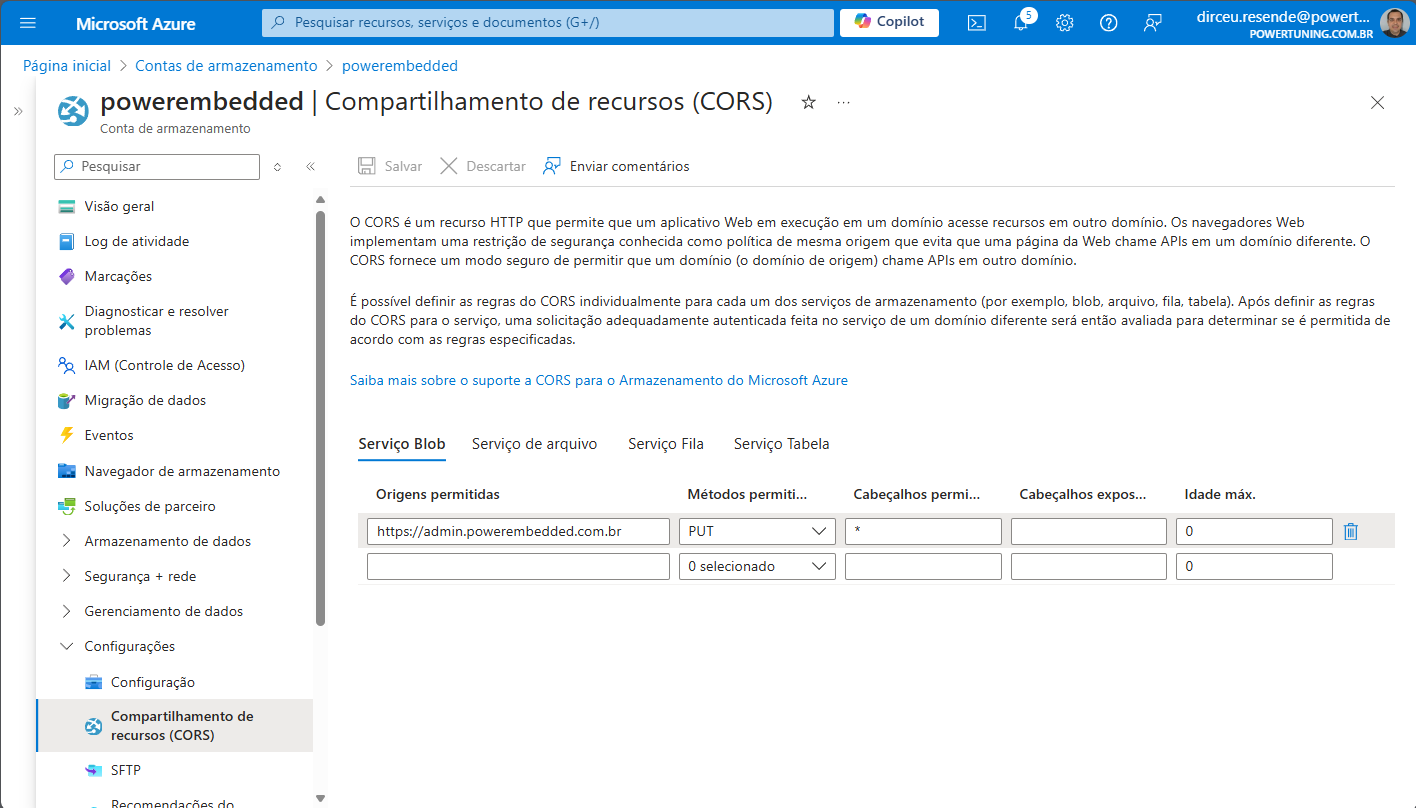 Microsoft Azure
Pesquisar recursos, serviços e documentos (G+/)
Copilot
5
dirceu.resende@powert...
POWERTUNING.COM.BR
Página inicial > Contas de armazenamento > powerembedded
powerembedded | Compartilhamento de recursos (CORS)
Conta de armazenamento
Pesquisar
Visão geral
Log de atividade
Marcações
Diagnosticar e resolver
problemas
IAM (Controle de Acesso)
Migração de dados
Eventos
Navegador de armazenamento
Soluções de parceiro
Armazenamento de dados
Segurança + rede
Gerenciamento de dados
Configurações
Configuração
Compartilhamento de
recursos (CORS)
SFTP
Recomendações do
Salvar
Descartar
Enviar comentários
O CORS é um recurso HTTP que permite que um aplicativo Web em execução em um domínio acesse recursos em outro domínio. Os navegadores Web
implementam uma restrição de segurança conhecida como política de mesma origem que evita que uma página da Web chame APIs em um domínio diferente. O
CORS fornece um modo seguro de permitir que um domínio (o domínio de origem) chame APIs em outro domínio.
É possível definir as regras do CORS individualmente para cada um dos serviços de armazenamento (por exemplo, blob, arquivo, fila, tabela). Após definir as regras
do CORS para o serviço, uma solicitação adequadamente autenticada feita no serviço de um domínio diferente será então avaliada para determinar se é permitida de
acordo com as regras especificadas.
Saiba mais sobre o suporte a CORS para o Armazenamento do Microsoft Azure
Serviço Blob
Serviço de arquivo
Serviço Fila
Serviço Tabela
Origens permitidas
Métodos permiti...
Cabeçalhos permi...
Cabeçalhos expos...
Idade máx.
https://admin.powerembedded.com.br
PUT
*
0
0 selecionado
0